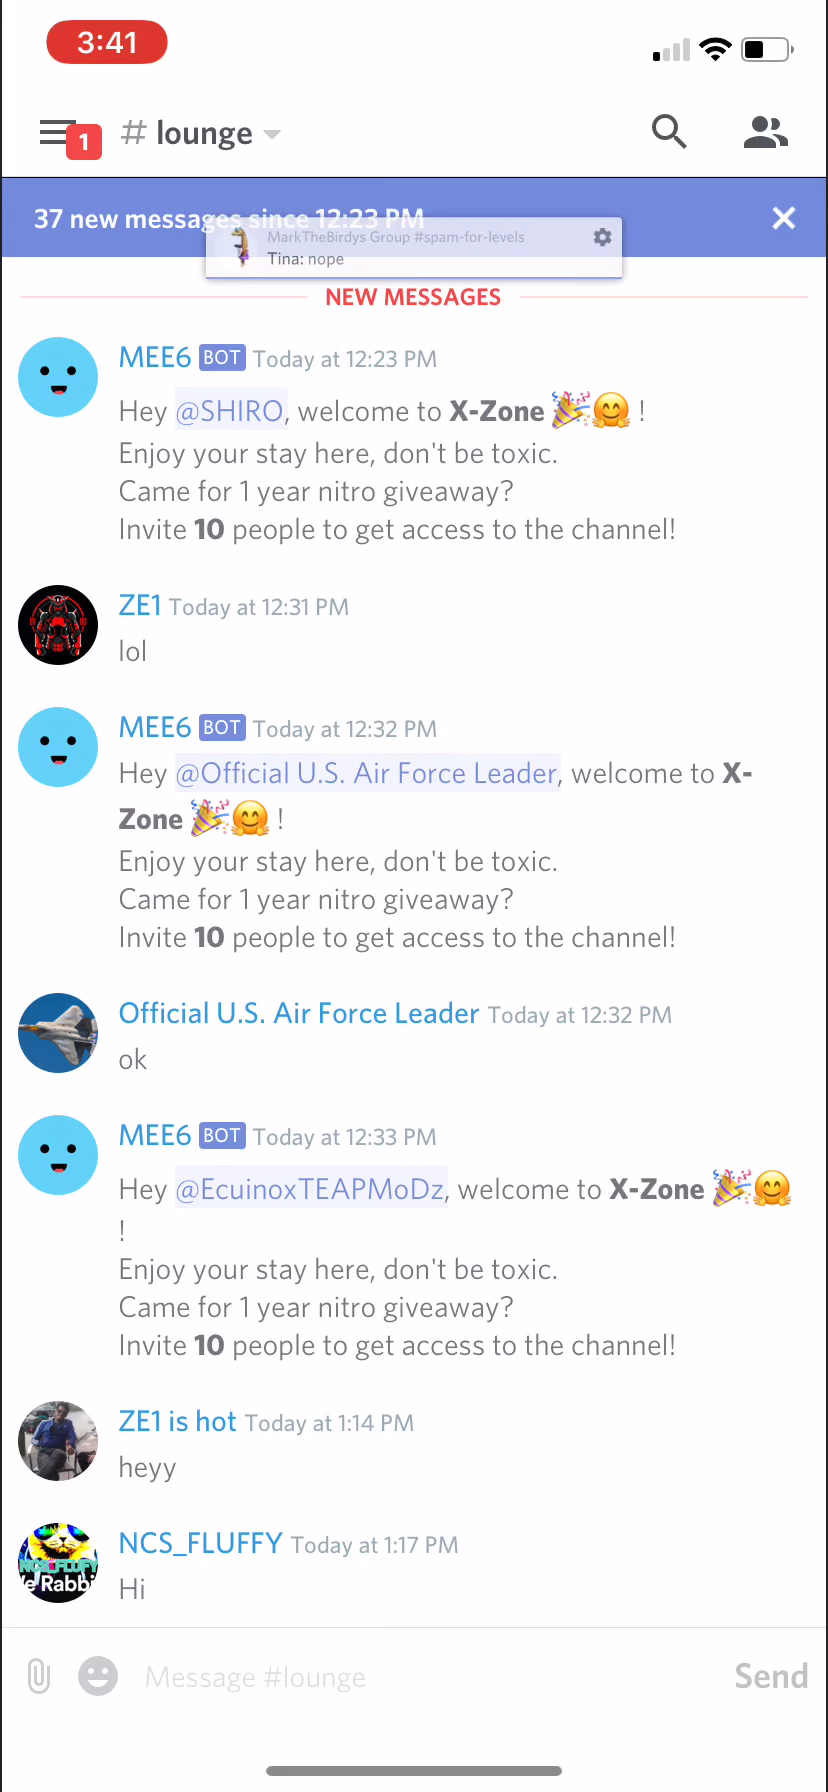 3:41
1
# lounge
37 new messages since 12:23 PM
MarkTheBirdys Group #spam-for-levels
Tina: nope
NEW MESSAGES
MEE6 BOT Today at 12:23 PM
Hey @SHIRO, welcome to X-Zone 🎉🤗 !
Enjoy your stay here, don't be toxic.
Came for 1 year nitro giveaway?
Invite 10 people to get access to the channel!
ZE1 Today at 12:31 PM
lol
MEE6 BOT Today at 12:32 PM
Hey @Official U.S. Air Force Leader, welcome to X-
Zone 🎉🤗 !
Enjoy your stay here, don't be toxic.
Came for 1 year nitro giveaway?
Invite 10 people to get access to the channel!
Official U.S. Air Force Leader Today at 12:32 PM
ok
MEE6 BOT Today at 12:33 PM
Hey @EcuinoxTEAPMoDz, welcome to X-Zone 🎉🤗
!
Enjoy your stay here, don't be toxic.
Came for 1 year nitro giveaway?
Invite 10 people to get access to the channel!
ZE1 is hot Today at 1:14 PM
heyy
NCS_FLUFFY Today at 1:17 PM
NCS_FLUFFY
e Rabbi
Hi
Message #lounge
Send